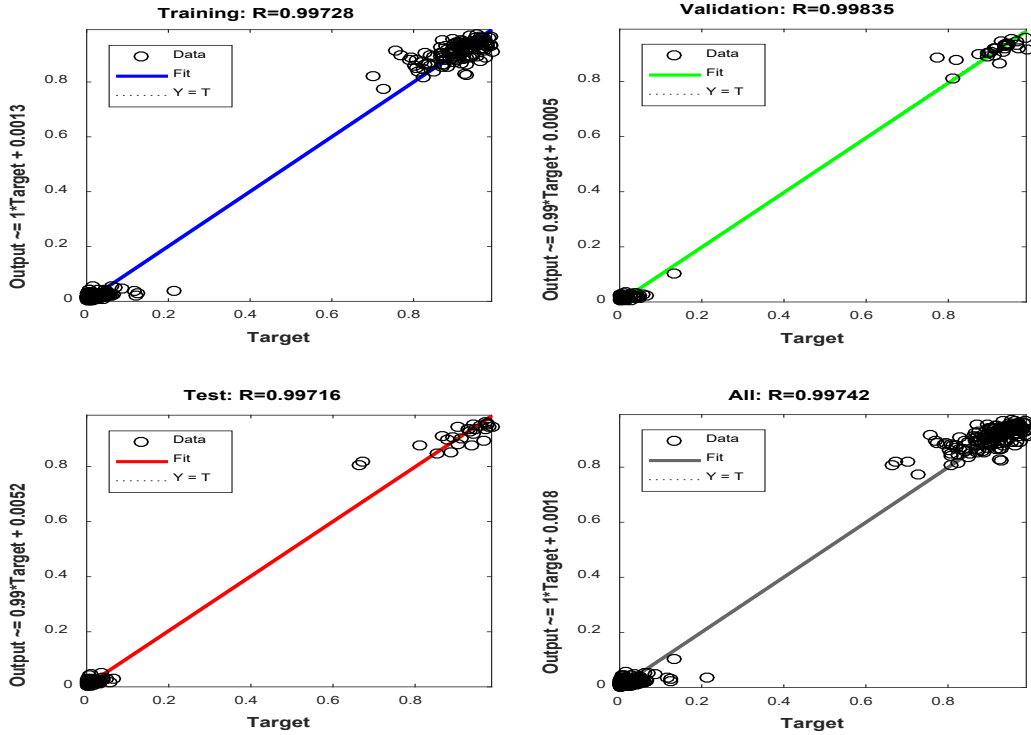 Training: R=0.99728
Output ~= 1*Target + 0.0013
Data
Fit
Y = T
0.8
0.6
0.4
0.2
0
0
0.2
0.4
0.6
0.8
Target
Validation: R=0.99835
Output ~= 0.99*Target + 0.0005
Data
Fit
Y = T
0.8
0.6
0.4
0.2
0
0
0.2
0.4
0.6
0.8
Target
Test: R=0.99716
Output ~= 0.99*Target + 0.0052
Data
Fit
Y = T
0.8
0.6
0.4
0.2
0
0
0.2
0.4
0.6
0.8
Target
All: R=0.99742
Output ~= 1*Target + 0.0018
Data
Fit
Y = T
0.8
0.6
0.4
0.2
0
0
0.2
0.4
0.6
0.8
Target